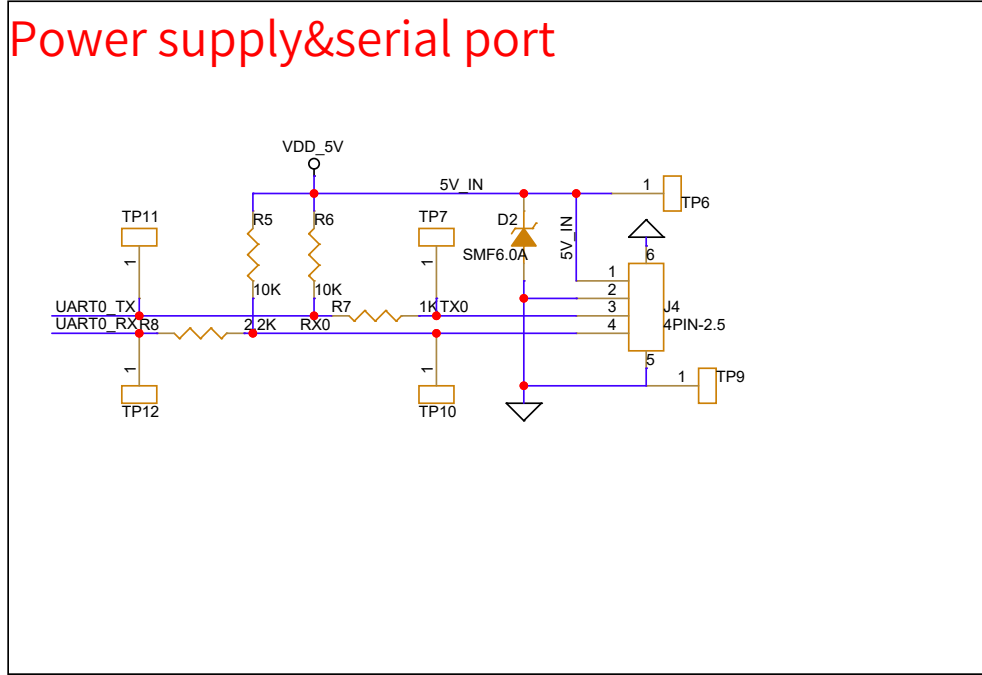 Power supply&serial port
VDD_5V
5V_IN
1
TP6
TP11
R5
R6
TP7
D2
5V_IN
SMF6.0A
6
1
1
1
2
3
4
J4
4PIN-2.5
10K
10K
UART0_TX
R7
1K
TX0
UART0_RX
R8
2.2K
RX0
5
1
1
1
TP9
TP12
TP10